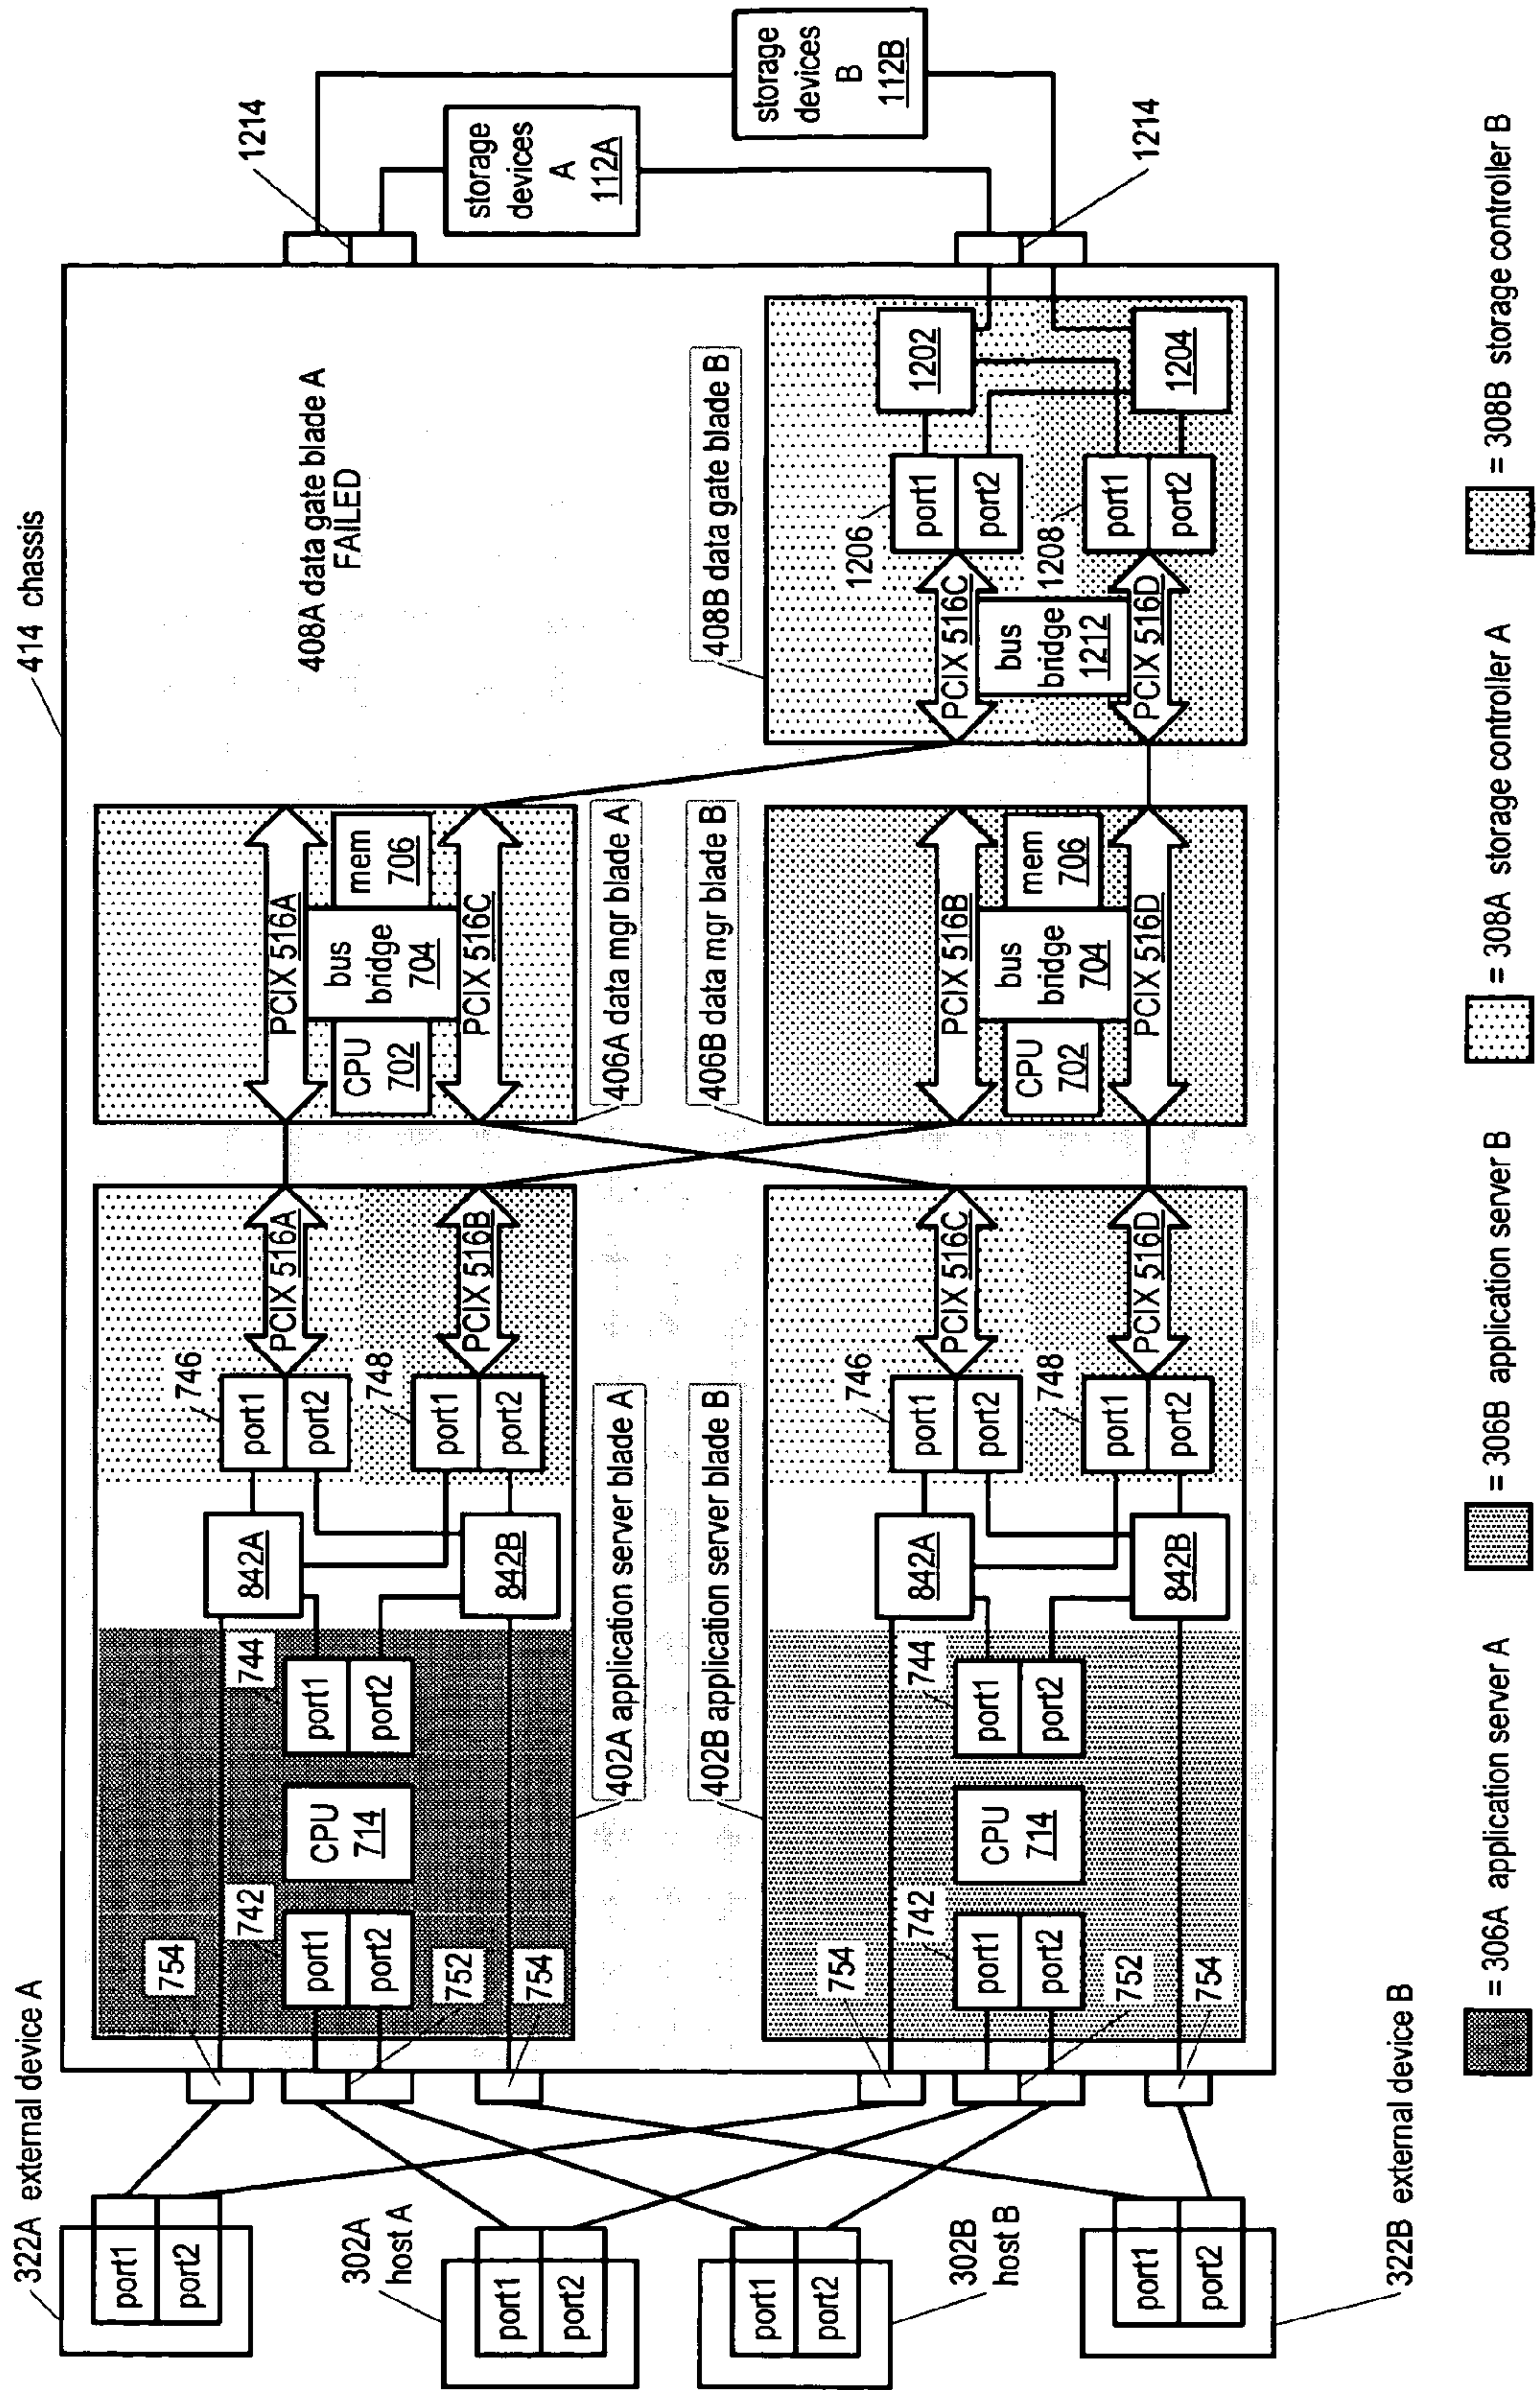 414 chassis
322A external device A
port1
port2
302A
host A
port1
port2
port1
port2
302B
host B
port1
port2
322B external device B
754
742
port1
port2
752
754
CPU
714
744
port1
port2
842A
842B
746
port1
port2
748
port1
port2
PCIX 516A
PCIX 516B
402A application server blade A
PCIX 516A
CPU
702
bus
bridge
704
mem
706
PCIX 516C
406A data mgr blade A
408A data gate blade A
FAILED
1214
storage
devices
A
112A
storage
devices
B
112B
1214
402B application server blade B
754
742
port1
port2
752
754
CPU
714
744
port1
port2
842A
842B
746
port1
port2
748
port1
port2
PCIX 516C
PCIX 516D
406B data mgr blade B
PCIX 516B
CPU
702
bus
bridge
704
mem
706
PCIX 516D
408B data gate blade B
PCIX 516C
bus
bridge
1212
PCIX 516D
1206
port1
port2
1208
port1
port2
1202
1204
= 306A application server A
= 306B application server B
= 308A storage controller A
= 308B storage controller B